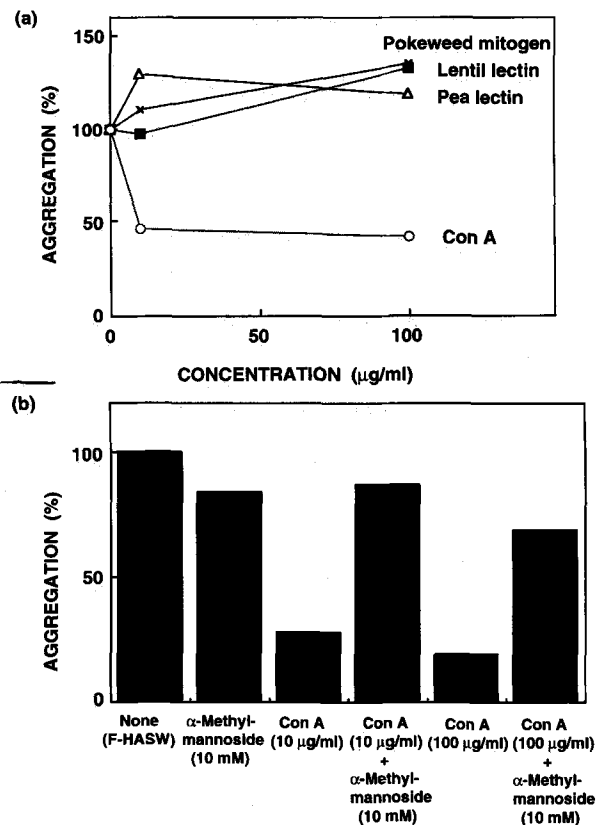 (a)
150
100
50
0
AGGREGATION (%)
Pokeweed mitogen
Lentil lectin
Pea lectin
Con A
0 50 100
CONCENTRATION (μg/ml)
(b)
100
50
0
AGGREGATION (%)
None
(F-HASW)
α-Methyl-
mannoside
(10 mM)
Con A
(10 μg/ml)
Con A
(10 μg/ml)
+
α-Methyl-
mannoside
(10 mM)
Con A
(100 μg/ml)
Con A
(100 μg/ml)
+
α-Methyl-
mannoside
(10 mM)